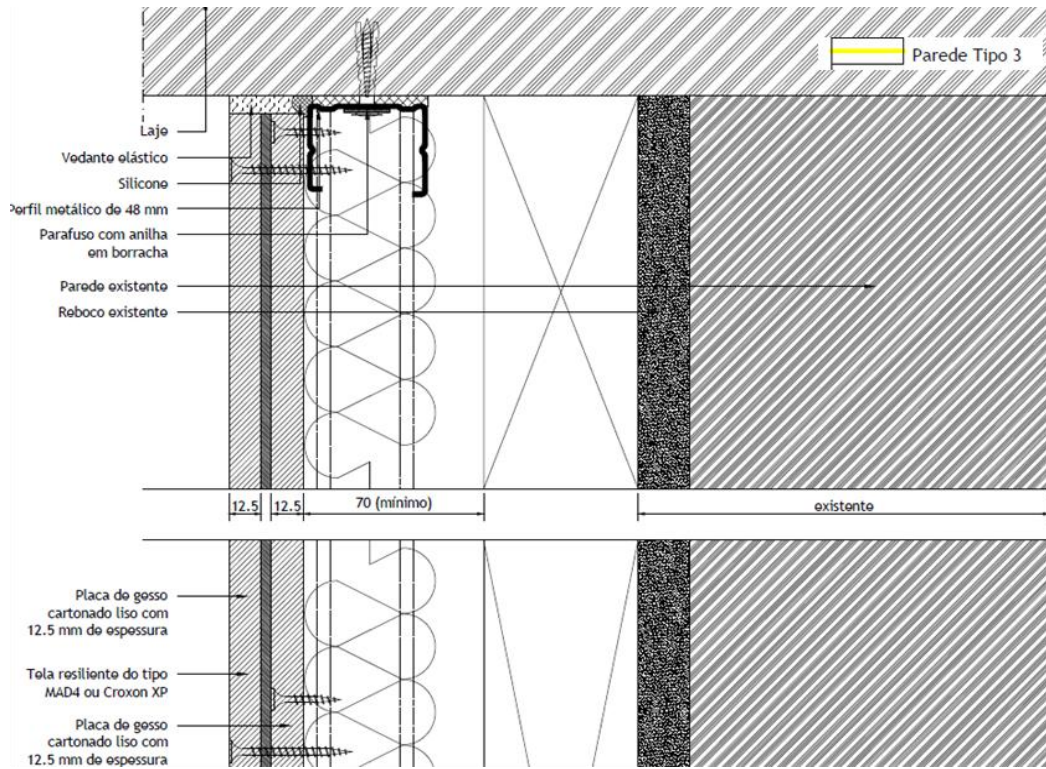 Parede Tipo 3
Laje
Vedante elástico
Silicone
Perfil metálico de 48 mm
Parafuso com anilha
em borracha
Parede existente
Reboco existente
12.5 12.5 70 (mínimo) existente
Placa de gesso
cartonado liso com
12.5 mm de espessura
Tela resiliente do tipo
MAD4 ou Croxon XP
Placa de gesso
cartonado liso com
12.5 mm de espessura